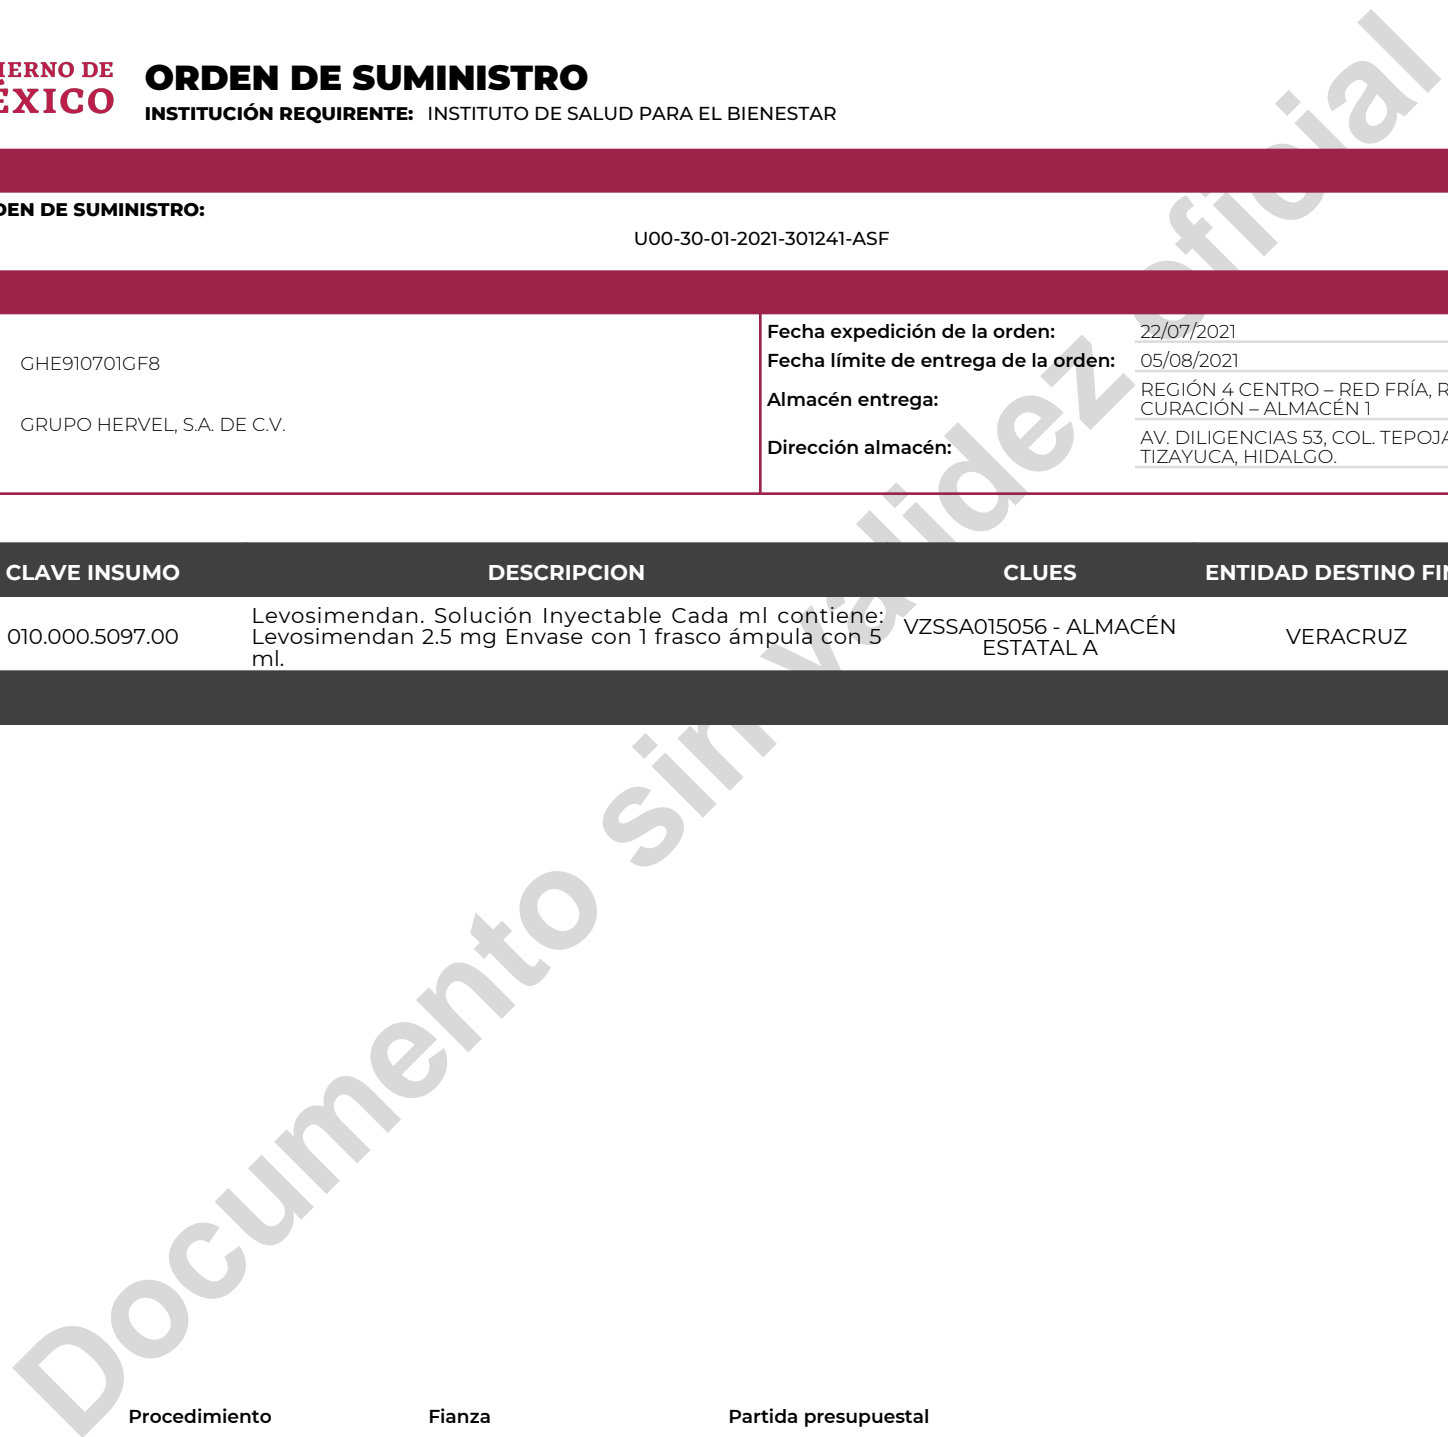 IERNO DE
ÉXICO
ORDEN DE SUMINISTRO
INSTITUCIÓN REQUIRENTE: INSTITUTO DE SALUD PARA EL BIENESTAR
DEN DE SUMINISTRO:
U00-30-01-2021-301241-ASF
GHE910701GF8
GRUPO HERVEL, S.A. DE C.V.
Fecha expedición de la orden: 22/07/2021
Fecha límite de entrega de la orden: 05/08/2021
Almacén entrega: REGIÓN 4 CENTRO – RED FRÍA, R
CURACIÓN – ALMACÉN 1
Dirección almacén: AV. DILIGENCIAS 53, COL. TEPOJA
TIZAYUCA, HIDALGO.
CLAVE INSUMO DESCRIPCION CLUES ENTIDAD DESTINO FIN
010.000.5097.00
Levosimendan. Solución Inyectable Cada ml contiene:
Levosimendan 2.5 mg Envase con 1 frasco ámpula con 5
ml.
VZSSA015056 - ALMACÉN
ESTATAL A
VERACRUZ
Documento sin validez oficial
Procedimiento Fianza Partida presupuestal